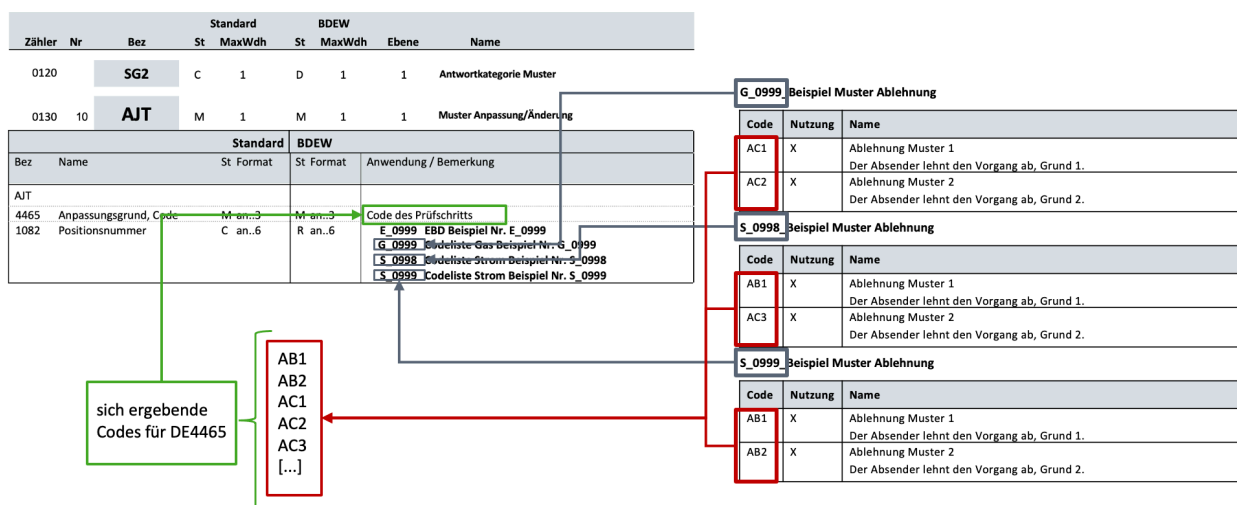 Standard BDEW
Zähler Nr Bez St MaxWdh St MaxWdh Ebene Name
0120 SG2 C 1 D 1 1 Antwortkategorie Muster
0130 10 AJT M 1 M 1 1 Muster Anpassung/Änderung
Standard BDEW
Bez Name St Format St Format Anwendung / Bemerkung
AJT
4465 Anpassungsgrund, Code M an..3 M an..3 Code des Prüfschritts
1082 Positionsnummer C an..6 R an..6 E_0999 EBD Beispiel Nr. E_0999
G_0999 Codeliste Gas Beispiel Nr. G_0999
S_0998 Codeliste Strom Beispiel Nr. S_0998
S_0999 Codeliste Strom Beispiel Nr. S_0999
sich ergebende
Codes für DE4465
AB1
AB2
AC1
AC2
AC3
[...]
G_0999_Beispiel Muster Ablehnung
Code Nutzung Name
AC1 X Ablehnung Muster 1
Der Absender lehnt den Vorgang ab, Grund 1.
AC2 X Ablehnung Muster 2
Der Absender lehnt den Vorgang ab, Grund 2.
S_0998_Beispiel Muster Ablehnung
Code Nutzung Name
AB1 X Ablehnung Muster 1
Der Absender lehnt den Vorgang ab, Grund 1.
AC3 X Ablehnung Muster 2
Der Absender lehnt den Vorgang ab, Grund 2.
S_0999_Beispiel Muster Ablehnung
Code Nutzung Name
AB1 X Ablehnung Muster 1
Der Absender lehnt den Vorgang ab, Grund 1.
AB2 X Ablehnung Muster 2
Der Absender lehnt den Vorgang ab, Grund 2.